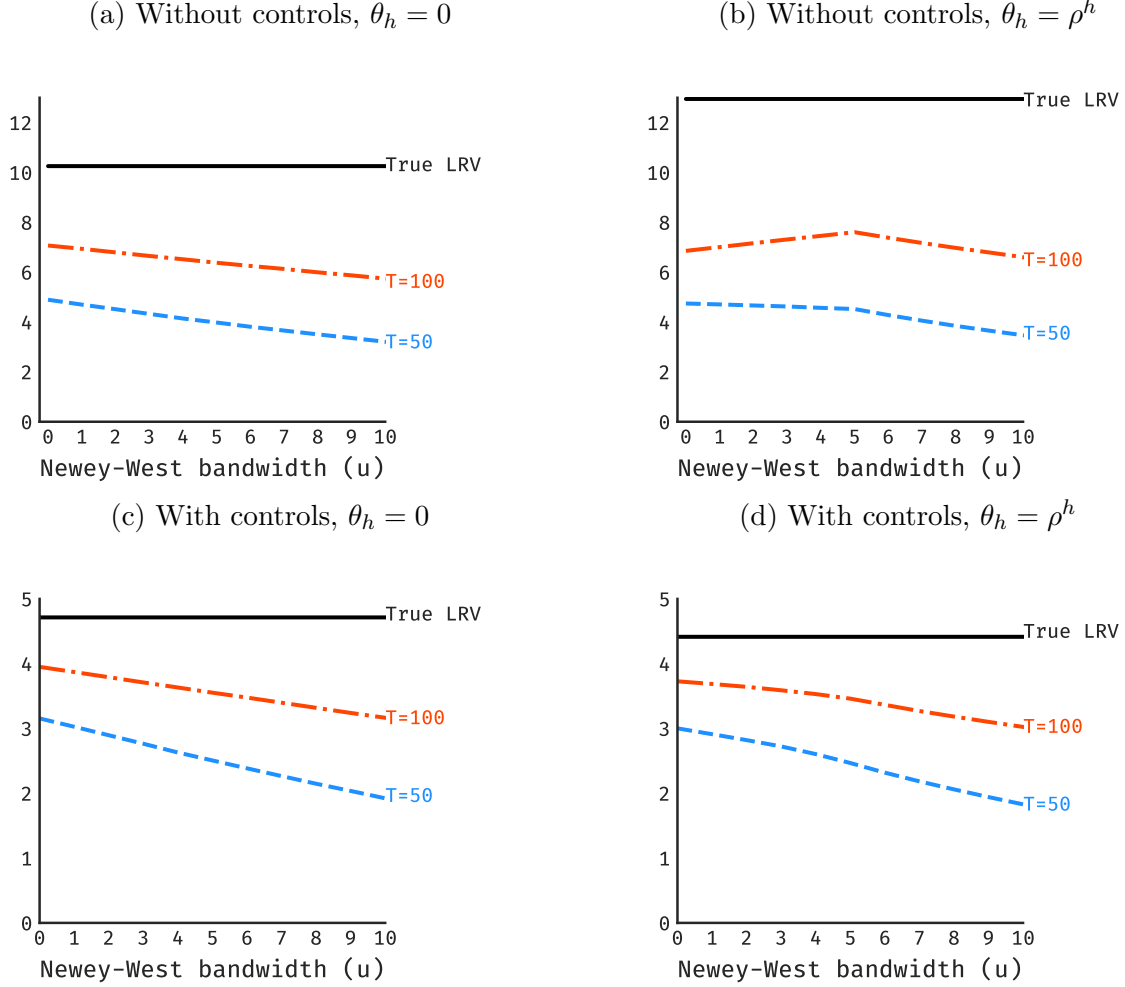 (a) Without controls, θ_h = 0
12
10
8
6
4
2
0
True LRV
T=100
T=50
0 1 2 3 4 5 6 7 8 9 10
Newey-West bandwidth (u)
(b) Without controls, θ_h = ρ^h
12
10
8
6
4
2
0
True LRV
T=100
T=50
0 1 2 3 4 5 6 7 8 9 10
Newey-West bandwidth (u)
(c) With controls, θ_h = 0
5
4
3
2
1
0
True LRV
T=100
T=50
0 1 2 3 4 5 6 7 8 9 10
Newey-West bandwidth (u)
(d) With controls, θ_h = ρ^h
5
4
3
2
1
0
True LRV
T=100
T=50
0 1 2 3 4 5 6 7 8 9 10
Newey-West bandwidth (u)